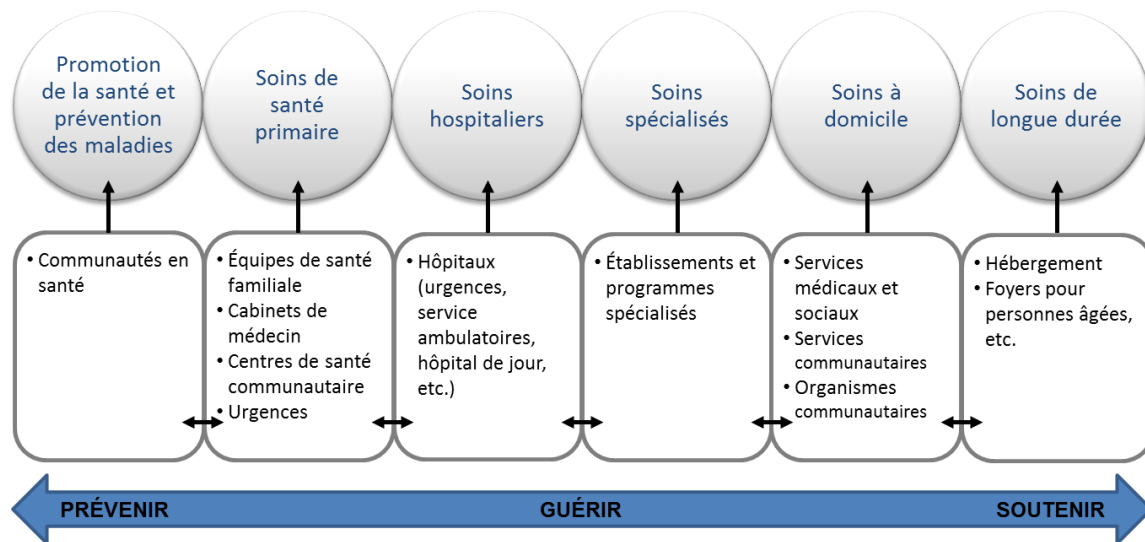 Promotion
de la santé et
prévention
des maladies
Soins de
santé
primaire
Soins
hospitaliers
Soins
spécialisés
Soins à
domicile
Soins de
longue durée
• Communautés en
santé
• Équipes de santé
familiale
• Cabinets de
médecin
• Centres de santé
communautaire
• Urgences
• Hôpitaux
(urgences,
service
ambulatoires,
hôpital de jour,
etc.)
• Établissements et
programmes
spécialisés
• Services
médicaux et
sociaux
• Services
communautaires
• Organismes
communautaires
• Hébergement
• Foyers pour
personnes âgées,
etc.
PRÉVENIR
GUÉRIR
SOUTENIR